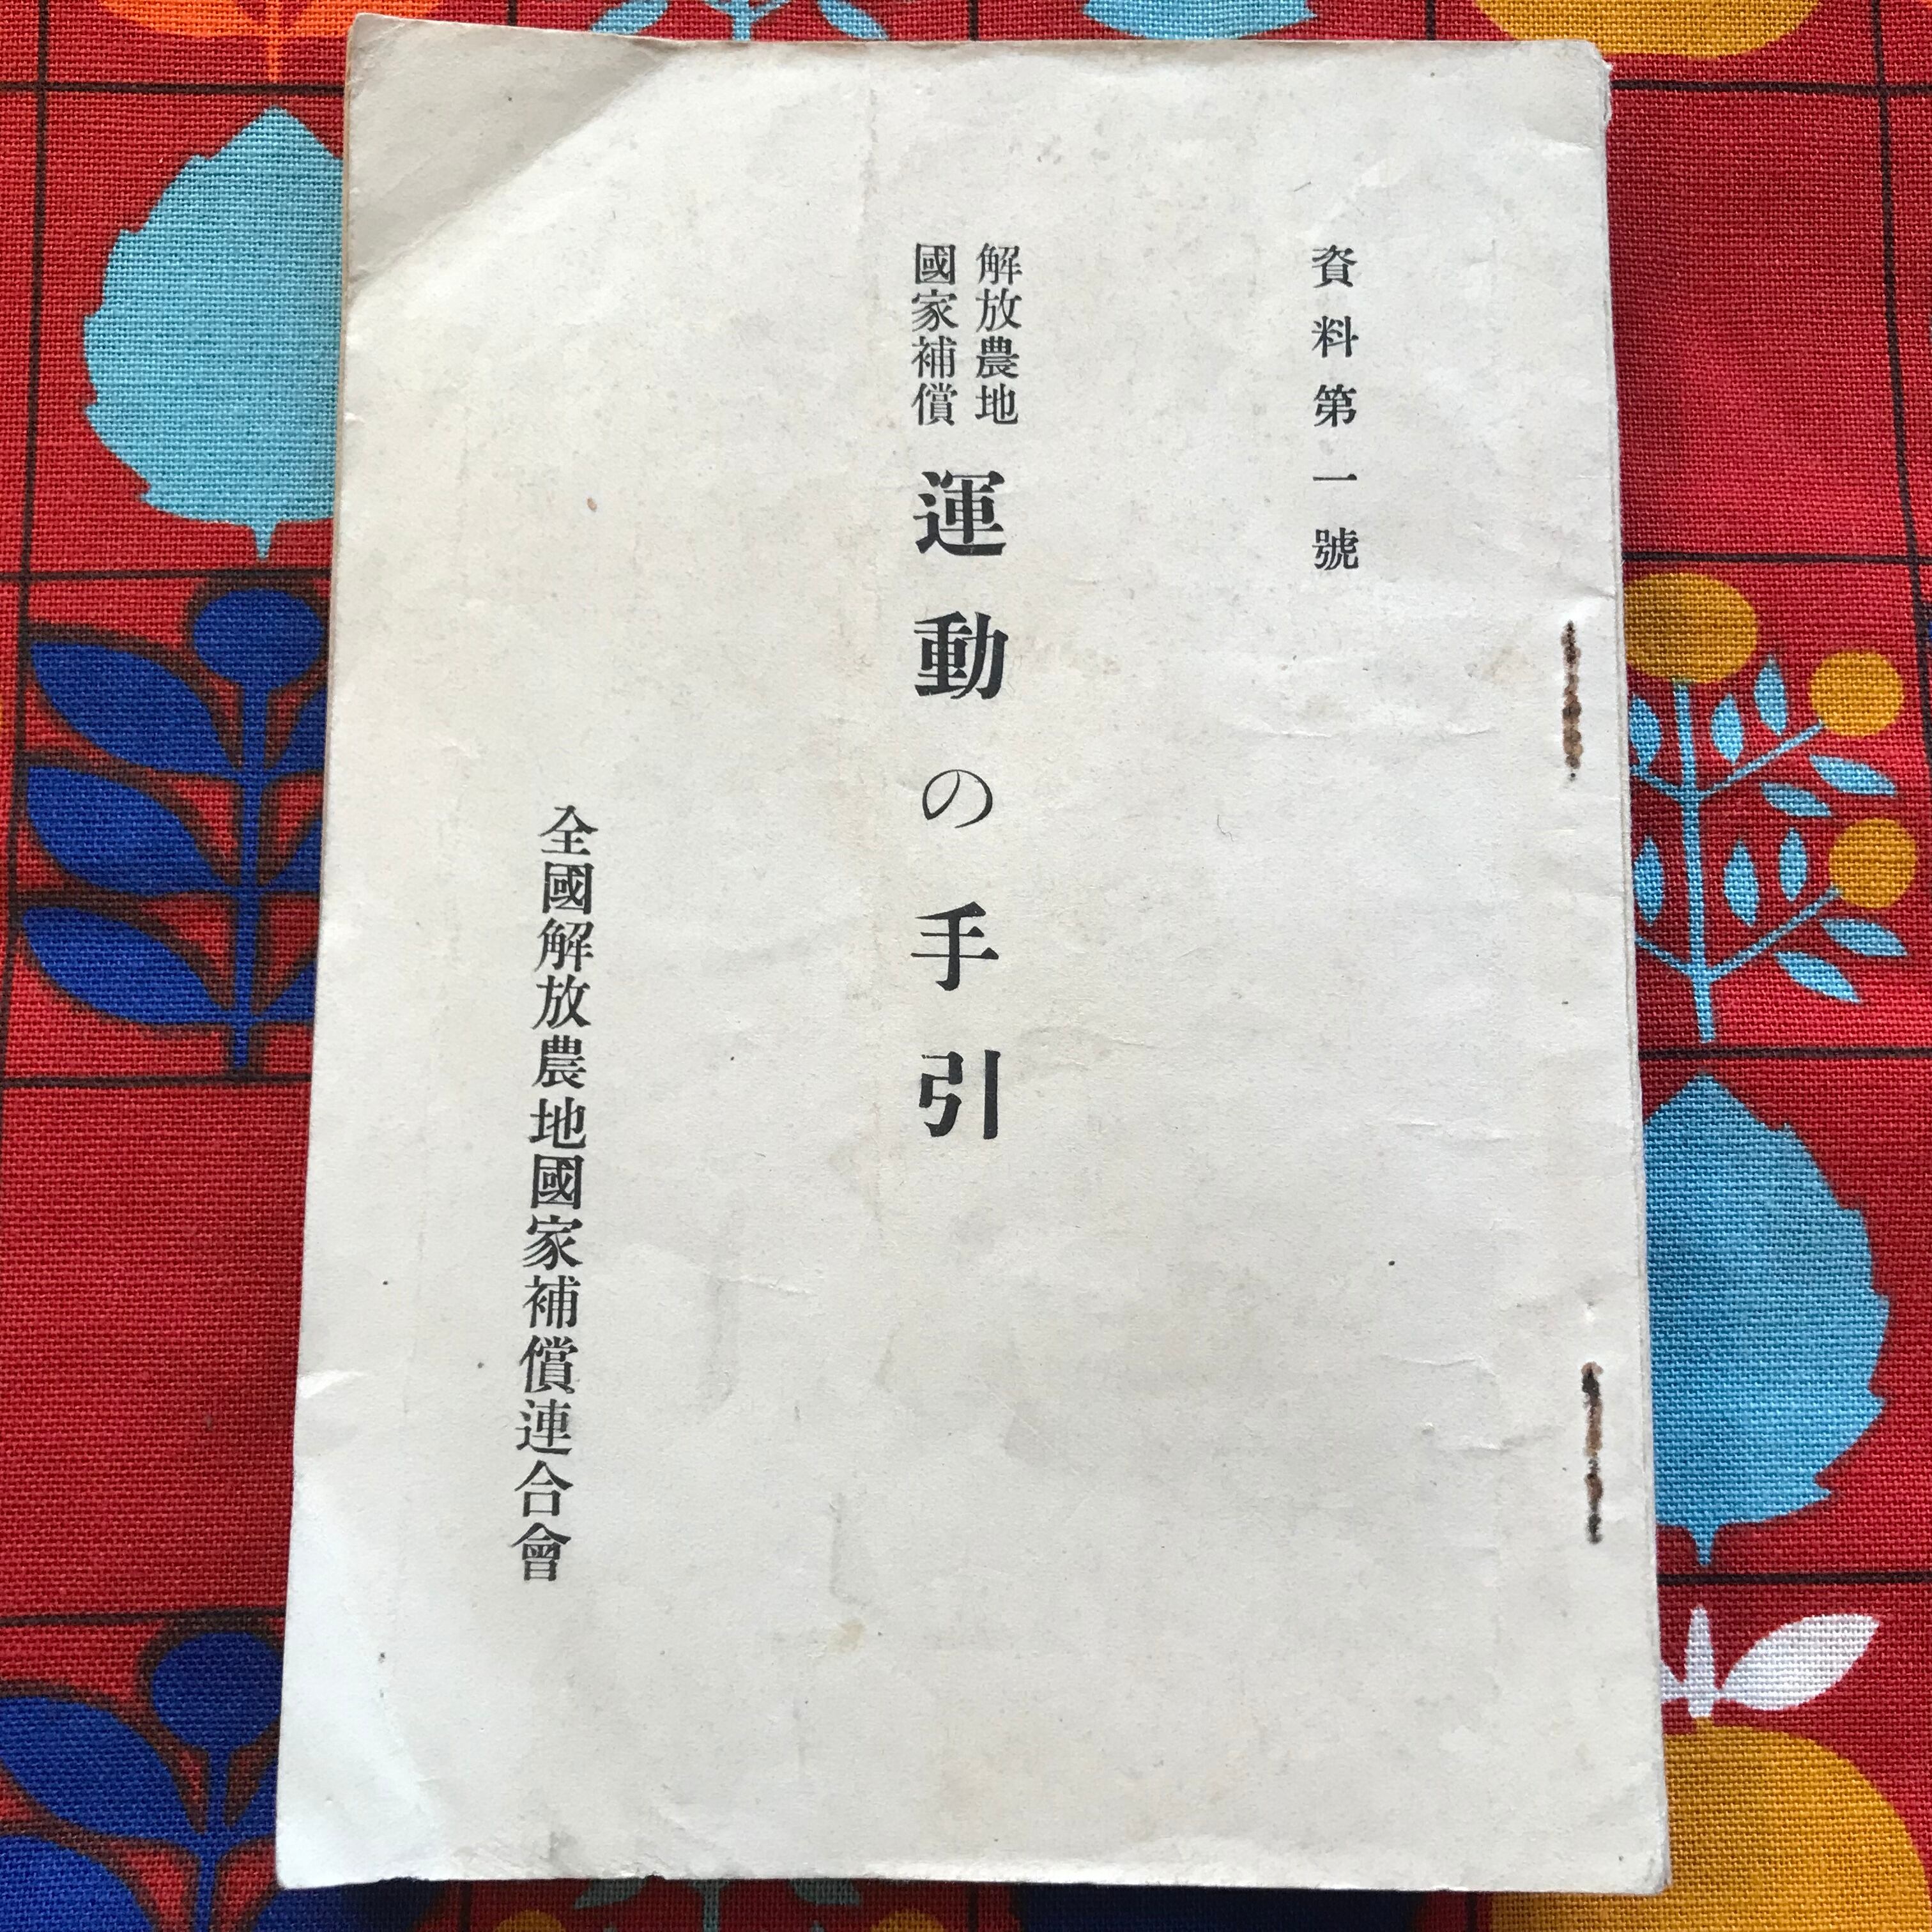 資料第一號
解放農地
國家補償
運動の手引
全國解放農地國家補償連合會